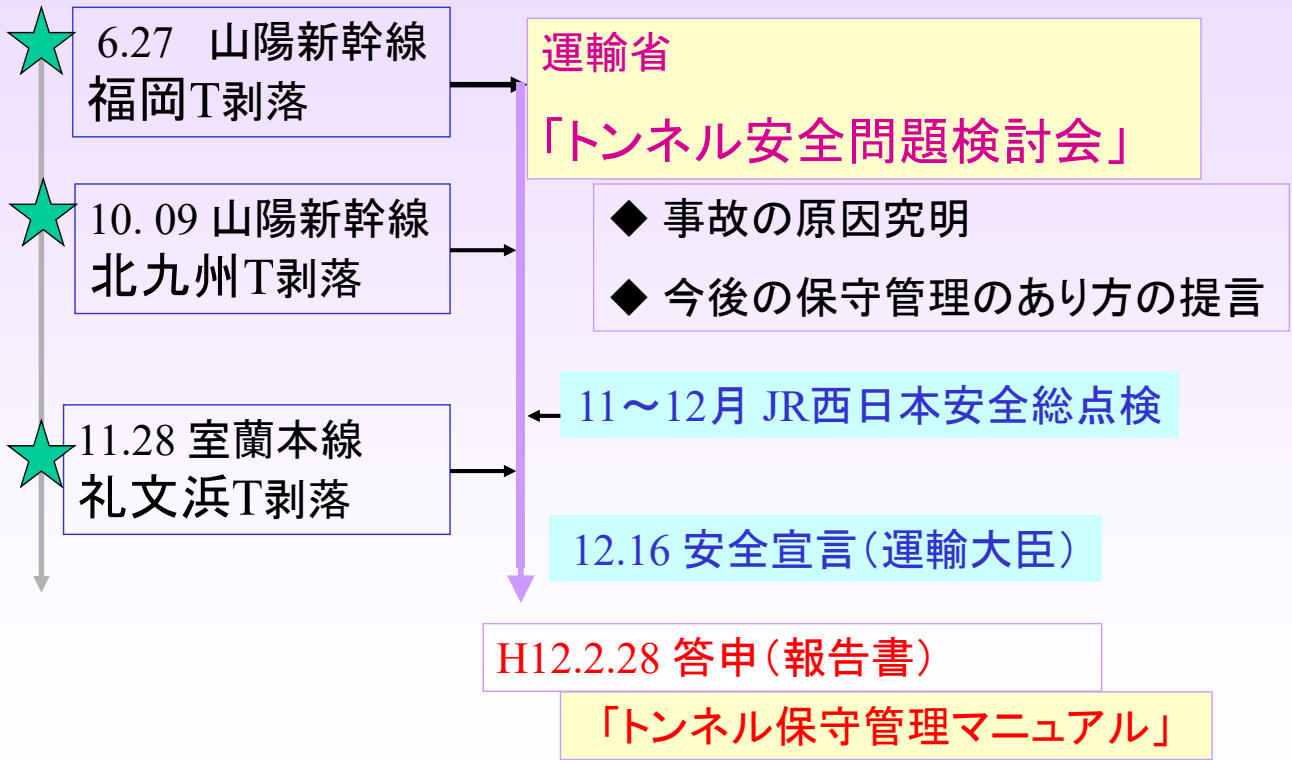 6.27 山陽新幹線
福岡T剥落
運輸省
「トンネル安全問題検討会」
10. 09 山陽新幹線
北九州T剥落
◆ 事故の原因究明
◆ 今後の保守管理のあり方の提言
11～12月 JR西日本安全総点検
11.28 室蘭本線
礼文浜T剥落
12.16 安全宣言（運輸大臣）
H12.2.28 答申（報告書）
「トンネル保守管理マニュアル」